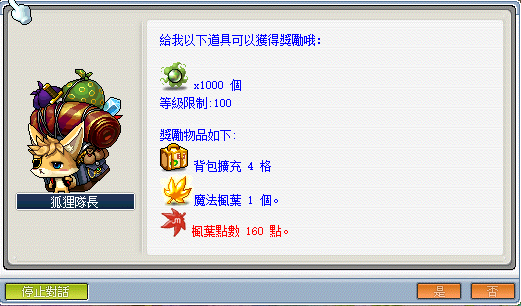 給我以下道具可以獲得獎勵哦:
x1000 個
等級限制:100
獎勵物品如下:
背包擴充 4 格
魔法楓葉 1 個。
楓葉點數 160 點。
狐狸隊長
停止對話
是
否